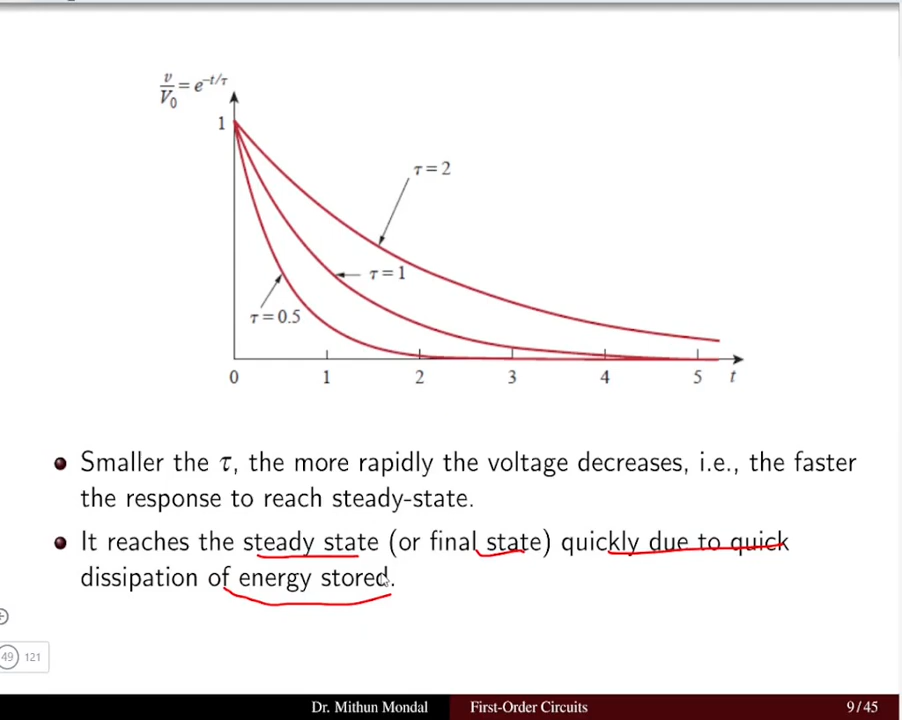 v/V₀ = e^−t/τ
1
τ = 2
τ = 1
τ = 0.5
0 1 2 3 4 5 t
Smaller the τ, the more rapidly the voltage decreases, i.e., the faster
the response to reach steady-state.
It reaches the steady state (or final state) quickly due to quick
dissipation of energy stored.
49 121
Dr. Mithun Mondal First-Order Circuits 9 / 45